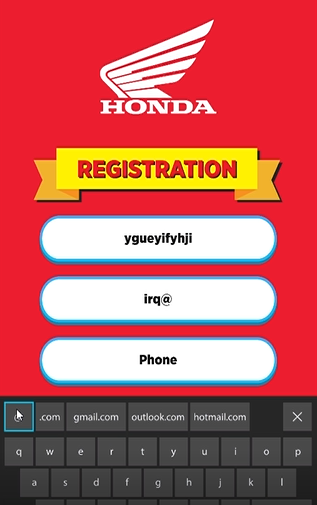 HONDA
REGISTRATION
ygueyifyhji
irq@
Phone
.com gmail.com outlook.com hotmail.com ×
q w e r t y u i o p
a s d f g h j k l